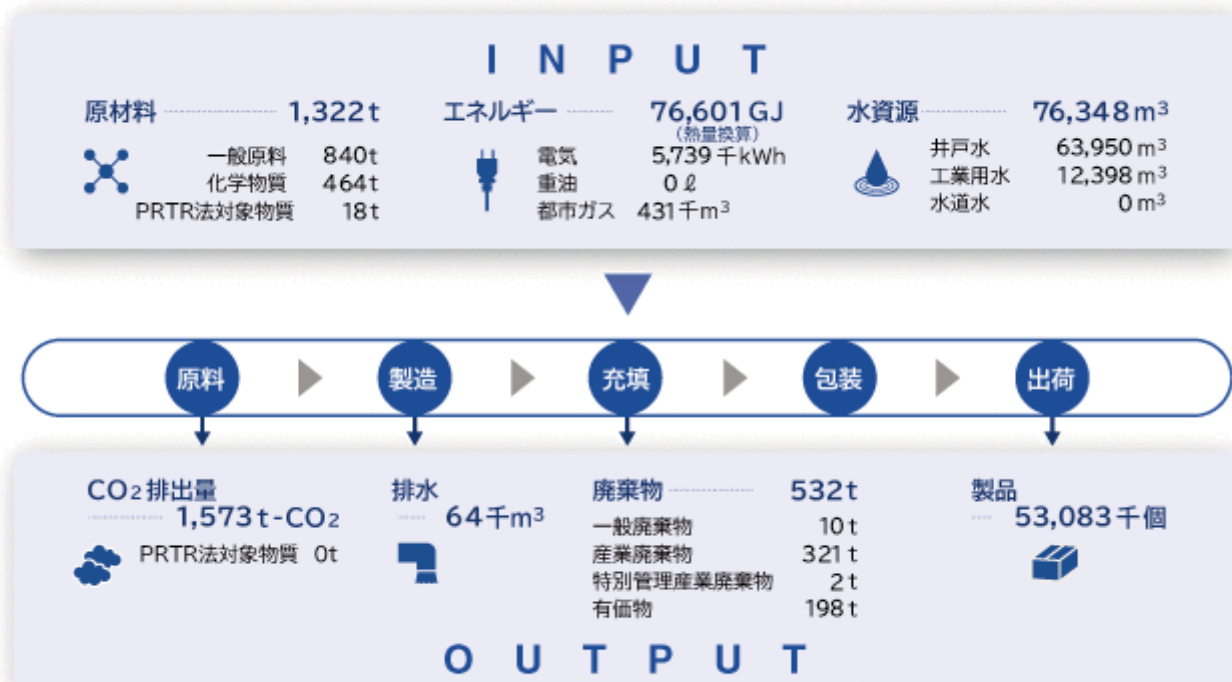 INPUT
原材料 1,322t
一般原料 840t
化学物質 464t
PRTR法対象物質 18t
エネルギー 76,601GJ
(熱量換算)
電気 5,739千kWh
重油 0ℓ
都市ガス 431千m³
水資源 76,348m³
井戸水 63,950m³
工業用水 12,398m³
水道水 0m³
原料 製造 充填 包装 出荷
CO₂排出量
1,573t-CO₂
PRTR法対象物質 0t
排水
64千m³
廃棄物 532t
一般廃棄物 10t
産業廃棄物 321t
特別管理産業廃棄物 2t
有価物 198t
製品
53,083千個
OUTPUT